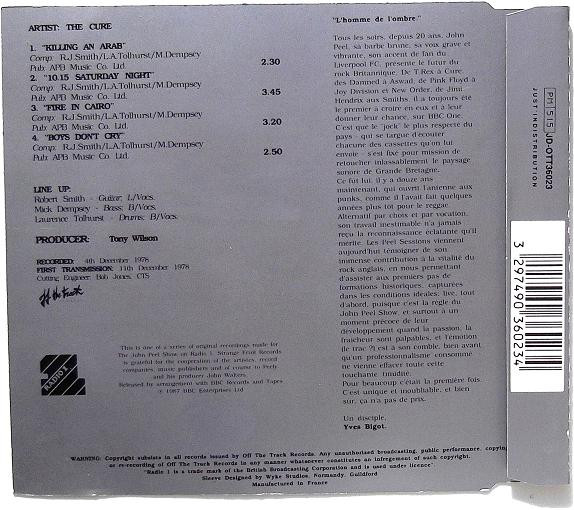 ARTIST: THE CURE
1. "KILLING AN ARAB"
Comp: R.J.Smith/L.A.Tolhurst/M.Dempsey
Pub: APB Music Co. Ltd. 2.30
2. "10.15 SATURDAY NIGHT"
Comp: R.J.Smith/L.A.Tolhurst/M.Dempsey
Pub: APB Music Co. Ltd. 3.45
3. "FIRE IN CAIRO"
Comp: R.J.Smith/L.A.Tolhurst/M.Dempsey
Pub: APB Music Co. Ltd. 3.20
4. "BOYS DON'T CRY"
Comp: R.J.Smith/L.A.Tolhurst/M.Dempsey
Pub: APB Music Co. Ltd. 2.50
LINE UP:
Robert Smith - Guitar; L/Vocs.
Mick Dempsey - Bass; B/Vocs.
Laurence Tolhurst - Drums; B/Vocs.
PRODUCER: Tony Wilson
RECORDED: 4th December 1978
FIRST TRANSMISSION: 11th December 1978
Cutting Engineer: Bob Jones, CTS
Off the Track
RADIO 1
This is one of a series of original recordings made for
The John Peel Show on Radio 1. Strange Fruit Records
is grateful for the cooperation of the artistes, record
companies, music publishers and of course to Peely
and his producer John Walters.
Released by arrangement with BBC Records and Tapes
℗ 1987 BBC Enterprises Ltd
"L'homme de l'ombre."
Tous les soirs, depuis 20 ans, John
Peel, sa barbe brune, sa voix grave et
vibrante, son accent de fan du
Liverpool FC, présente le futur du
rock Britannique. De T.Rex à Cure,
des Damned à Aswad, de Pink Floyd à
Joy Division et New Order, de Jimi
Hendrix aux Smiths, il a toujours été
le premier à croire en eux et à leur
donner leur chance, sur BBC One.
C'est que le "jock" le plus respecté du
pays - qui se targue d'écouter
chacune des cassettes qu'on lui
envoie - s'est fixé pour mission de
retoucher inlassablement le paysage
sonore de Grande Bretagne.
Ce fut lui, il y a douze ans
maintenant, qui ouvrit l'antenne aux
punks, comme il l'avait fait quelques
années plus tôt pour le reggae.
Alternatif par choix et par vocation,
son travail inestimable n'a jamais
reçu la reconnaissance éclatante qu'il
mérite. Les Peel Sessions viennent
aujourd'hui témoigner de son
immense contribution à la vitalité du
rock anglais, en nous permettant
d'assister aux premiers pas de
formations historiques, capturées
dans les conditions idéales: live, tout
d'abord, puisque c'est la règle du
John Peel Show, et surtout à un
moment précoce de leur
développement quand la passion, la
fraicheur sont palpables, et l'émotion
(le trac ?) est à son comble, bien avant
qu'un professionnalisme consommé
ne vienne effacer toute cette
touchante timidité.
Pour beaucoup c'était la première fois.
C'est unique et inoubliable, et bien
sur, ça n'a pas de prix.
Un disciple,
Yves Bigot.
WARNING: Copyright subsists in all records issued by Off The Track Records. Any unauthorised broadcasting, public performance, copying
or re-recording of Off The Track Records in any manner whatsoever constitutes an infringement of such copyright.
"Radio 1 is a trade mark of the British Broadcasting Corporation and is used under licence"
Sleeve Designed by Wyke Studios, Normandy, Guildford
Manufactured in France
PM 515 JD-OTT36023
JUST'IN DISTRIBUTION
3 297490 360234